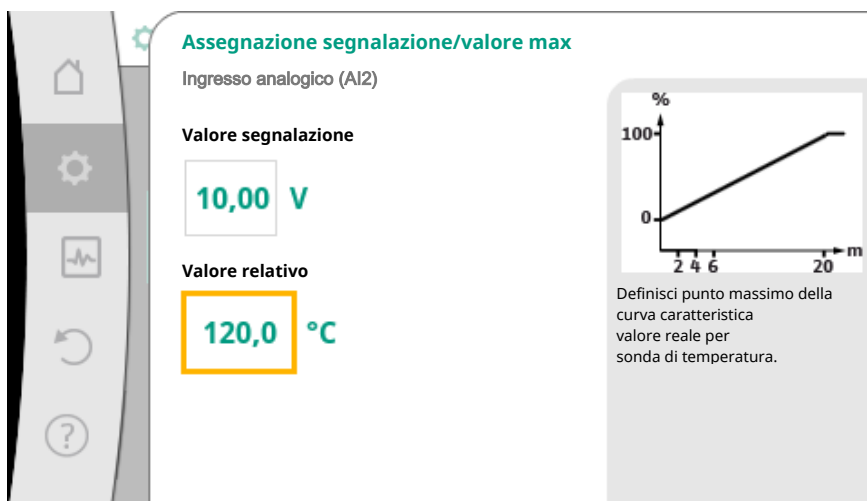 Assegnazione segnalazione/valore max
Ingresso analogico (AI2)
Valore segnalazione
10,00 V
Valore relativo
120,0 °C
%
100
0
2 4 6 20 m
Definisci punto massimo della
curva caratteristica
valore reale per
sonda di temperatura.
?